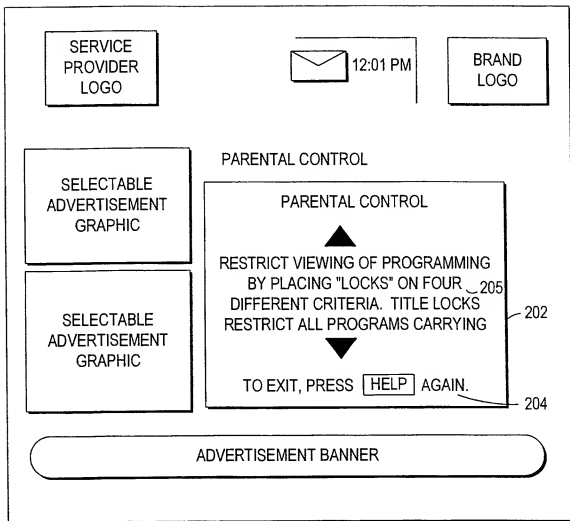 SERVICE
PROVIDER
LOGO
12:01 PM
BRAND
LOGO
SELECTABLE
ADVERTISEMENT
GRAPHIC
PARENTAL CONTROL
PARENTAL CONTROL
RESTRICT VIEWING OF PROGRAMMING
BY PLACING "LOCKS" ON FOUR
205
DIFFERENT CRITERIA. TITLE LOCKS
202
RESTRICT ALL PROGRAMS CARRYING
SELECTABLE
ADVERTISEMENT
GRAPHIC
TO EXIT, PRESS HELP AGAIN.
204
ADVERTISEMENT BANNER